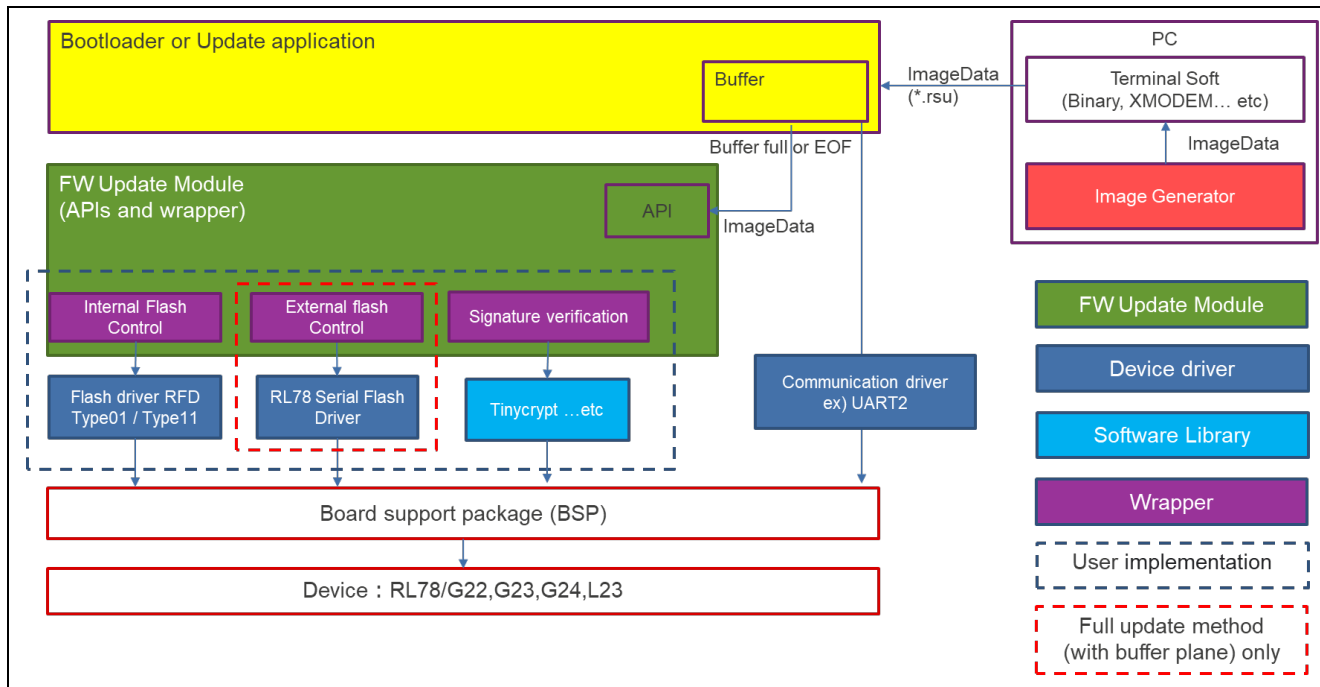 Bootloader or Update application
Buffer
ImageData
(*.rsu)
PC
Terminal Soft
(Binary, XMODEM… etc)
ImageData
Image Generator
Buffer full or EOF
FW Update Module
(APIs and wrapper)
API
ImageData
Internal Flash
Control
External flash
Control
Signature verification
Flash driver RFD
Type01 / Type11
RL78 Serial Flash
Driver
Tinycrypt …etc
Communication driver
ex) UART2
Board support package (BSP)
Device：RL78/G22,G23,G24,L23
FW Update Module
Device driver
Software Library
Wrapper
User implementation
Full update method
(with buffer plane) only